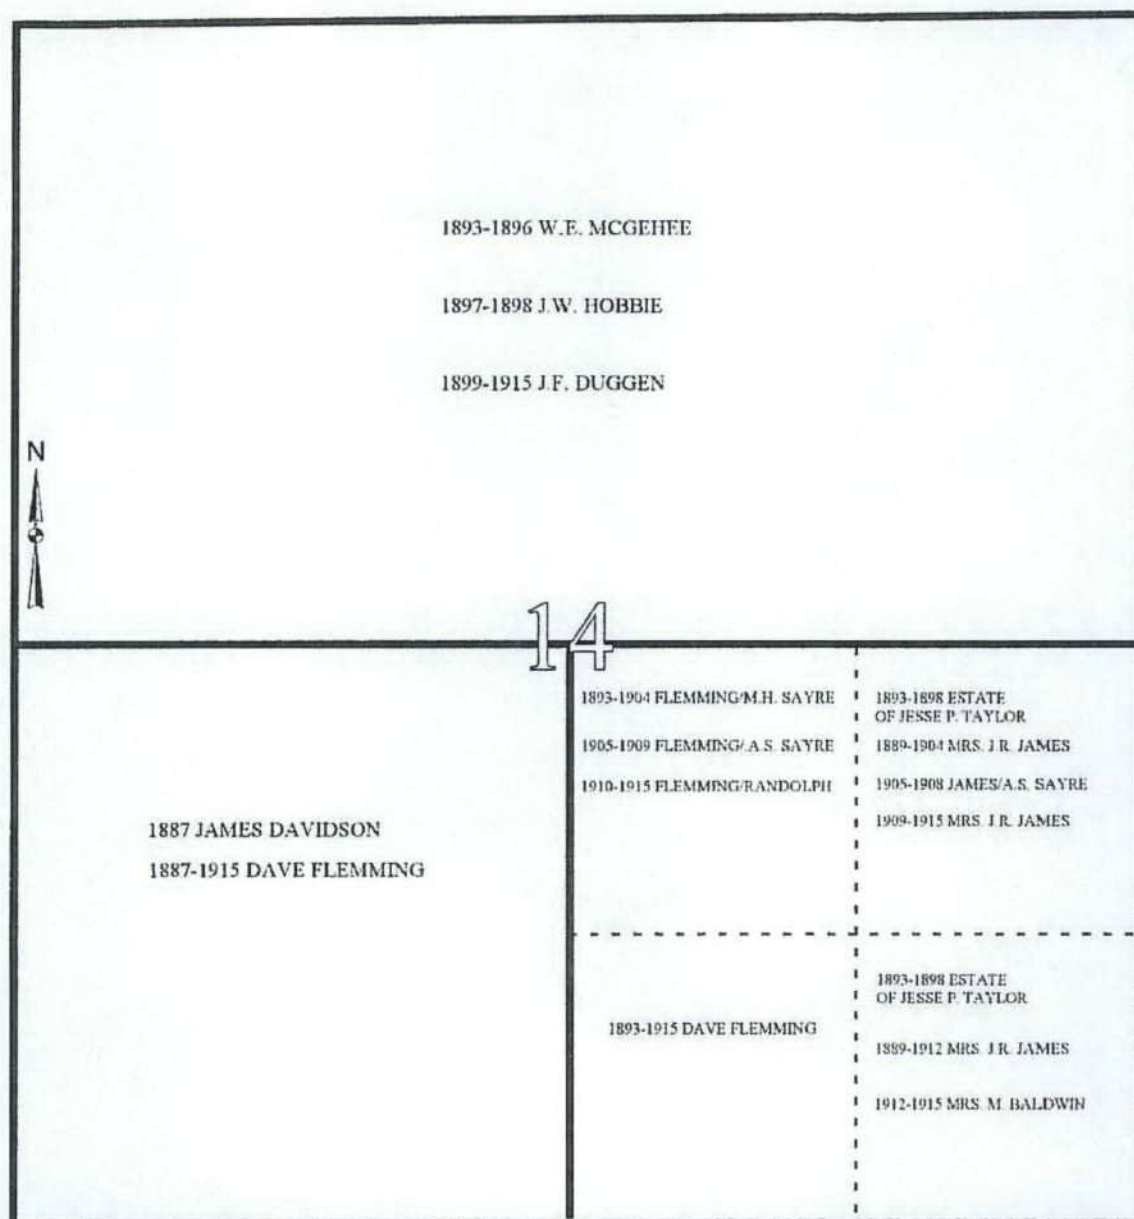 1893-1896 W.E. MCGEHEE
1897-1898 J.W. HOBBIE
1899-1915 J.F. DUGGEN
N
14
1893-1904 FLEMMING/M.H. SAYRE
1905-1909 FLEMMING/.A.S. SAYRE
1910-1915 FLEMMING/RANDOLPH
1893-1898 ESTATE
OF JESSE P. TAYLOR
1889-1904 MRS. J.R. JAMES
1905-1908 JAMES/A.S. SAYRE
1909-1915 MRS. J.R. JAMES
1887 JAMES DAVIDSON
1887-1915 DAVE FLEMMING
1893-1915 DAVE FLEMMING
1893-1898 ESTATE
OF JESSE P. TAYLOR
1889-1912 MRS. J.R. JAMES
1912-1915 MRS. M. BALDWIN